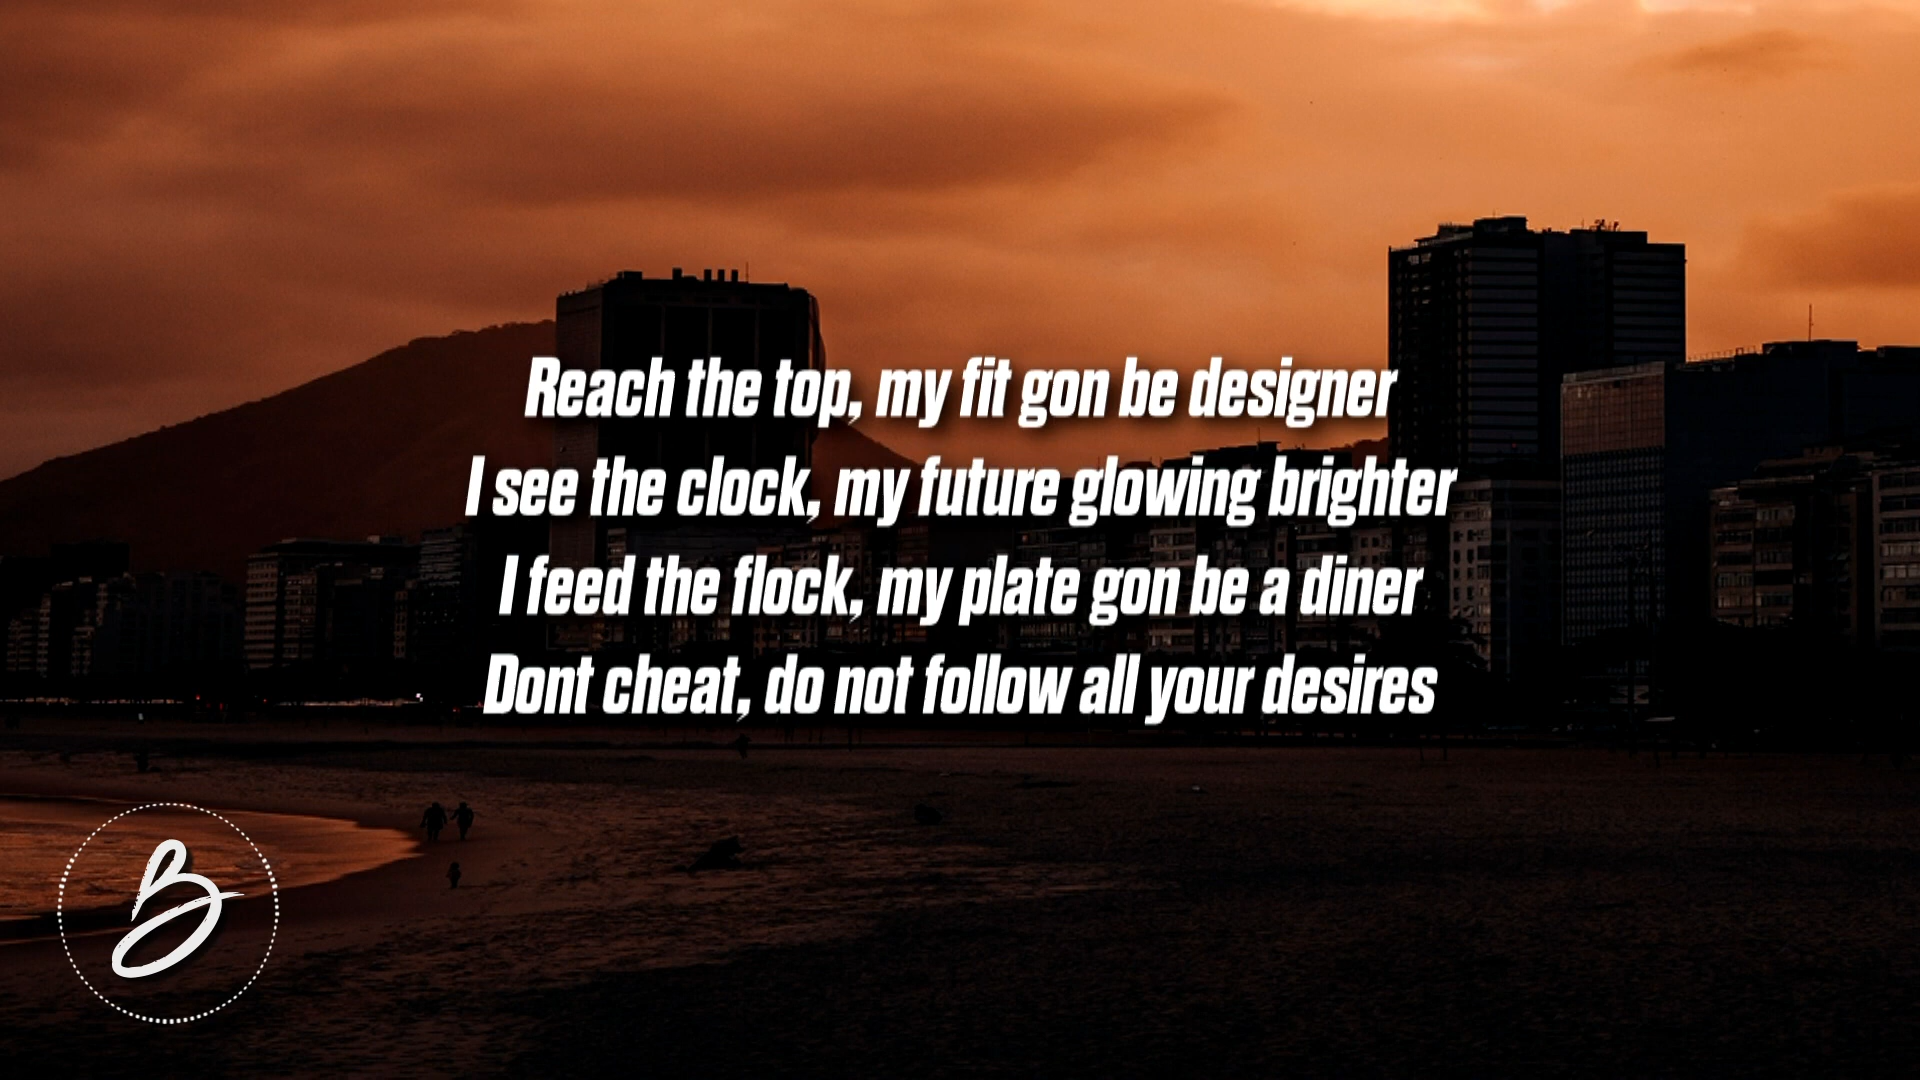 Reach the top, my fit gon be designer
I see the clock, my future glowing brighter
I feed the flock, my plate gon be a diner
Dont cheat, do not follow all your desires
B